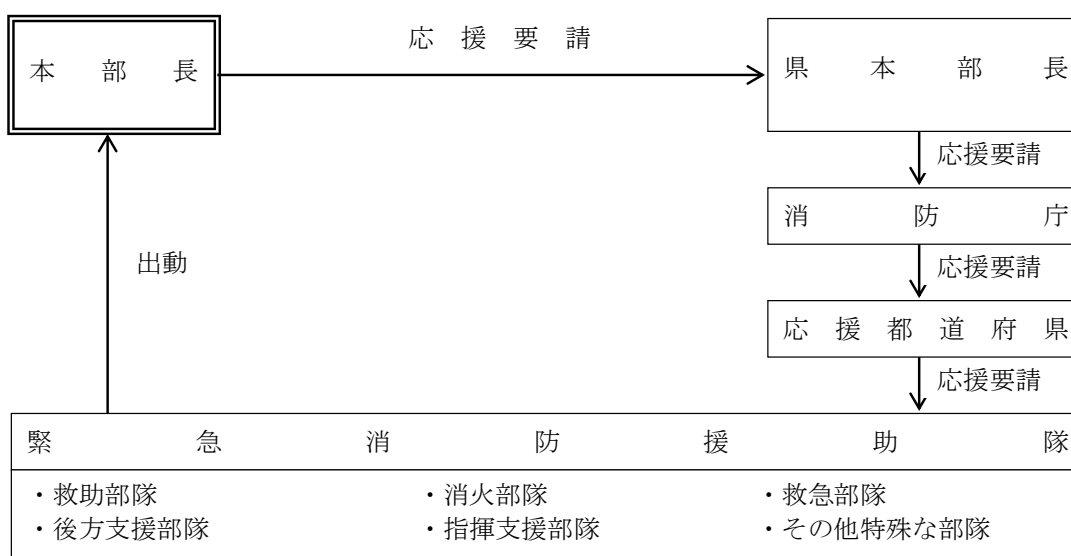 応援要請
本部長
県本部長
応援要請
消防庁
出動
応援要請
応援都道府県
応援要請
緊急消防援助隊
・救助部隊 ・消火部隊 ・救急部隊
・後方支援部隊 ・指揮支援部隊 ・その他特殊な部隊